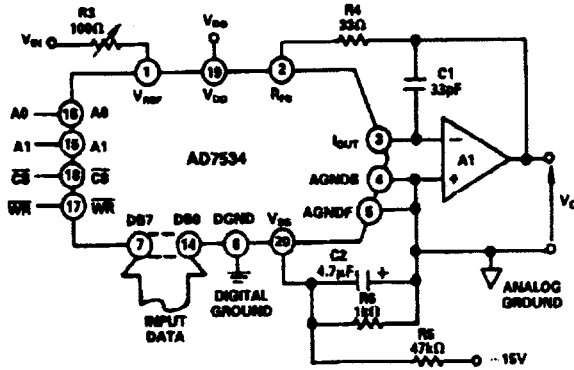 R3
100Ω
VIN
VDD
R4
33Ω
1
19
2
VREF
VDD
RFB
C1
33pF
A0
16
A0
A1
15
A1
CS
18
CS
WR
17
WR
AD7534
IOUT
3
AGNDS
4
AGNDF
5
−
A1
+
VO
DB7
DB0
DGND
VSS
7
14
6
20
INPUT
DATA
DIGITAL
GROUND
C2
4.7µF
+
R6
1kΩ
R5
47kΩ
-15V
ANALOG
GROUND